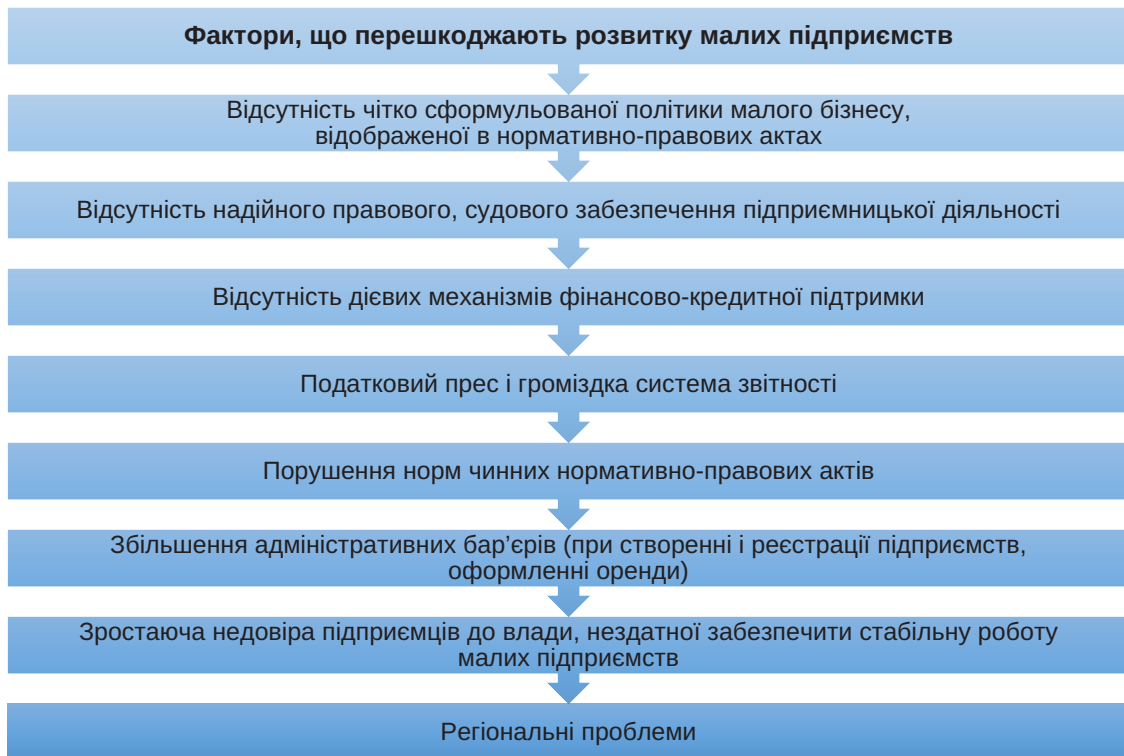 Фактори, що перешкоджають розвитку малих підприємств
Відсутність чітко сформульованої політики малого бізнесу,
відображеної в нормативно-правових актах
Відсутність надійного правового, судового забезпечення підприємницької діяльності
Відсутність дієвих механізмів фінансово-кредитної підтримки
Податковий прес і громіздка система звітності
Порушення норм чинних нормативно-правових актів
Збільшення адміністративних бар’єрів (при створенні і реєстрації підприємств,
оформленні оренди)
Зростаюча недовіра підприємців до влади, нездатної забезпечити стабільну роботу
малих підприємств
Регіональні проблеми